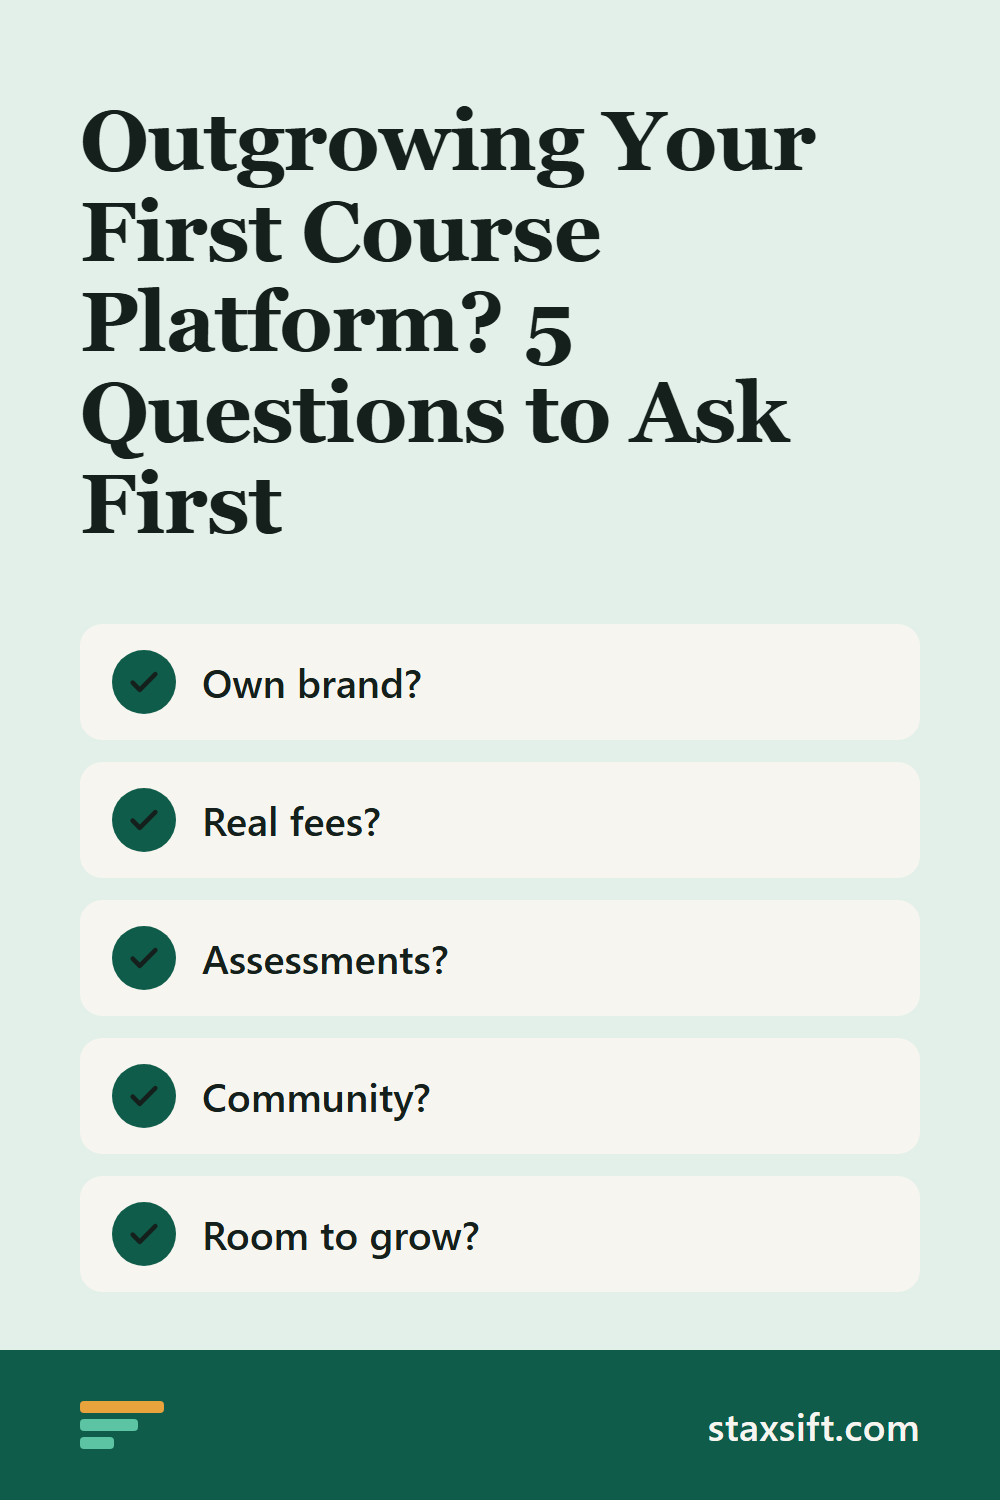 Outgrowing Your
First Course
Platform? 5
Questions to Ask
First
Own brand?
Real fees?
Assessments?
Community?
Room to grow?
staxsift.com